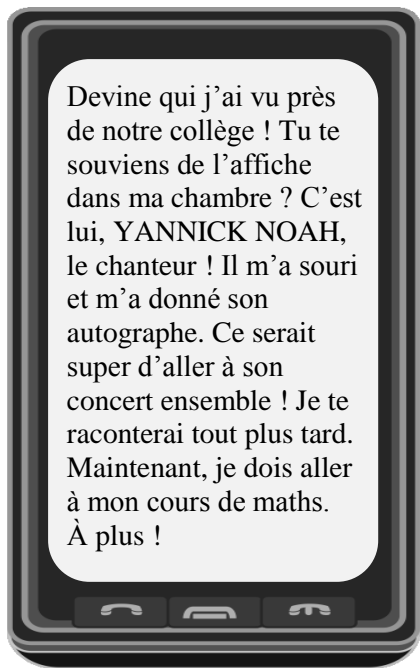 Devine qui j’ai vu près
de notre collège ! Tu te
souviens de l’affiche
dans ma chambre ? C’est
lui, YANNICK NOAH,
le chanteur ! Il m’a souri
et m’a donné son
autographe. Ce serait
super d’aller à son
concert ensemble ! Je te
raconterai tout plus tard.
Maintenant, je dois aller
à mon cours de maths.
À plus !